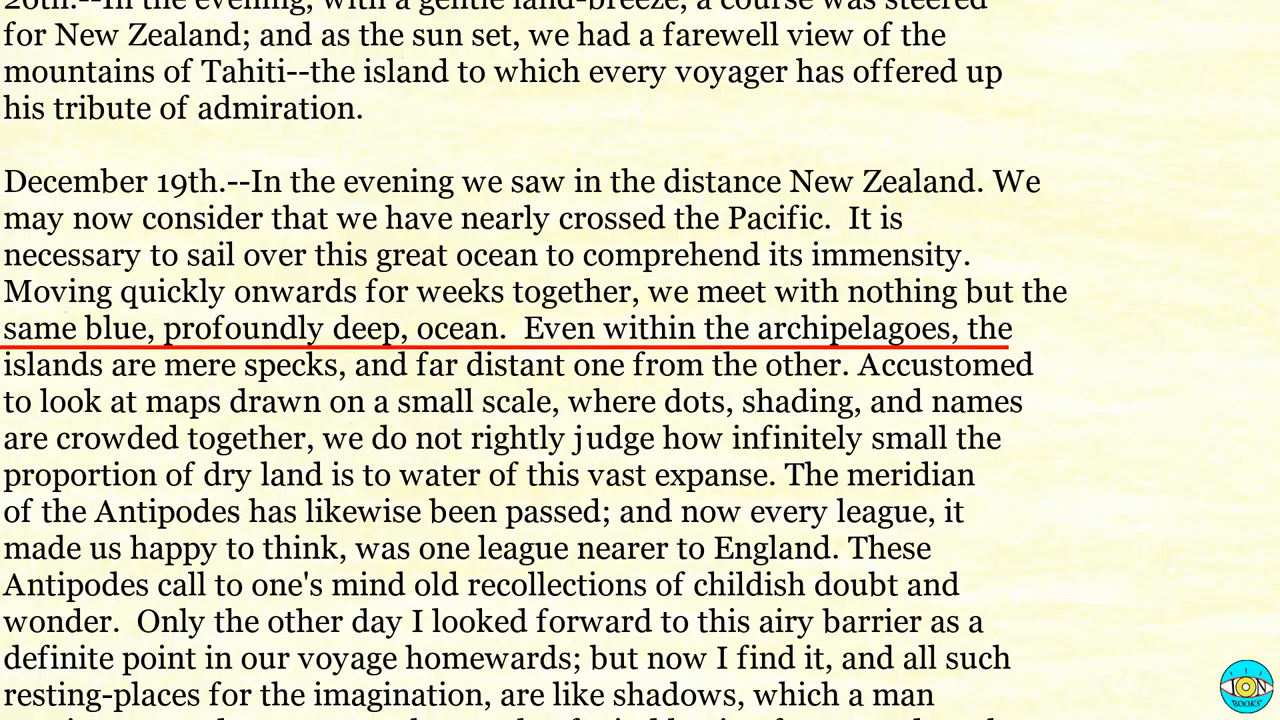 26th.--In the evening, with a gentle land-breeze, a course was steered
for New Zealand; and as the sun set, we had a farewell view of the
mountains of Tahiti--the island to which every voyager has offered up
his tribute of admiration.
December 19th.--In the evening we saw in the distance New Zealand. We
may now consider that we have nearly crossed the Pacific.  It is
necessary to sail over this great ocean to comprehend its immensity.
Moving quickly onwards for weeks together, we meet with nothing but the
same blue, profoundly deep, ocean.  Even within the archipelagoes, the
islands are mere specks, and far distant one from the other. Accustomed
to look at maps drawn on a small scale, where dots, shading, and names
are crowded together, we do not rightly judge how infinitely small the
proportion of dry land is to water of this vast expanse. The meridian
of the Antipodes has likewise been passed; and now every league, it
made us happy to think, was one league nearer to England. These
Antipodes call to one's mind old recollections of childish doubt and
wonder.  Only the other day I looked forward to this airy barrier as a
definite point in our voyage homewards; but now I find it, and all such
resting-places for the imagination, are like shadows, which a man
ION
BOOKS